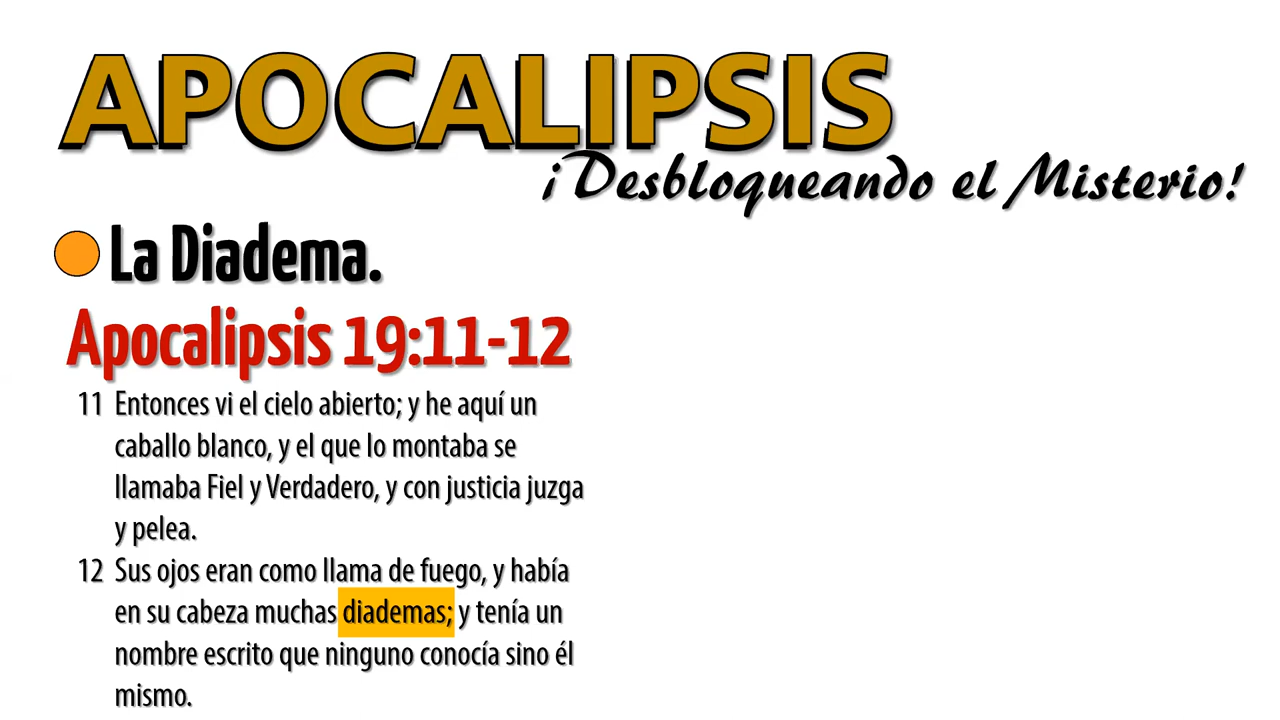 APOCALIPSIS
¡Desbloqueando el Misterio!
La Diadema.
Apocalipsis 19:11-12
11 Entonces vi el cielo abierto; y he aquí un
caballo blanco, y el que lo montaba se
llamaba Fiel y Verdadero, y con justicia juzga
y pelea.
12 Sus ojos eran como llama de fuego, y había
en su cabeza muchas diademas; y tenía un
nombre escrito que ninguno conocía sino él
mismo.